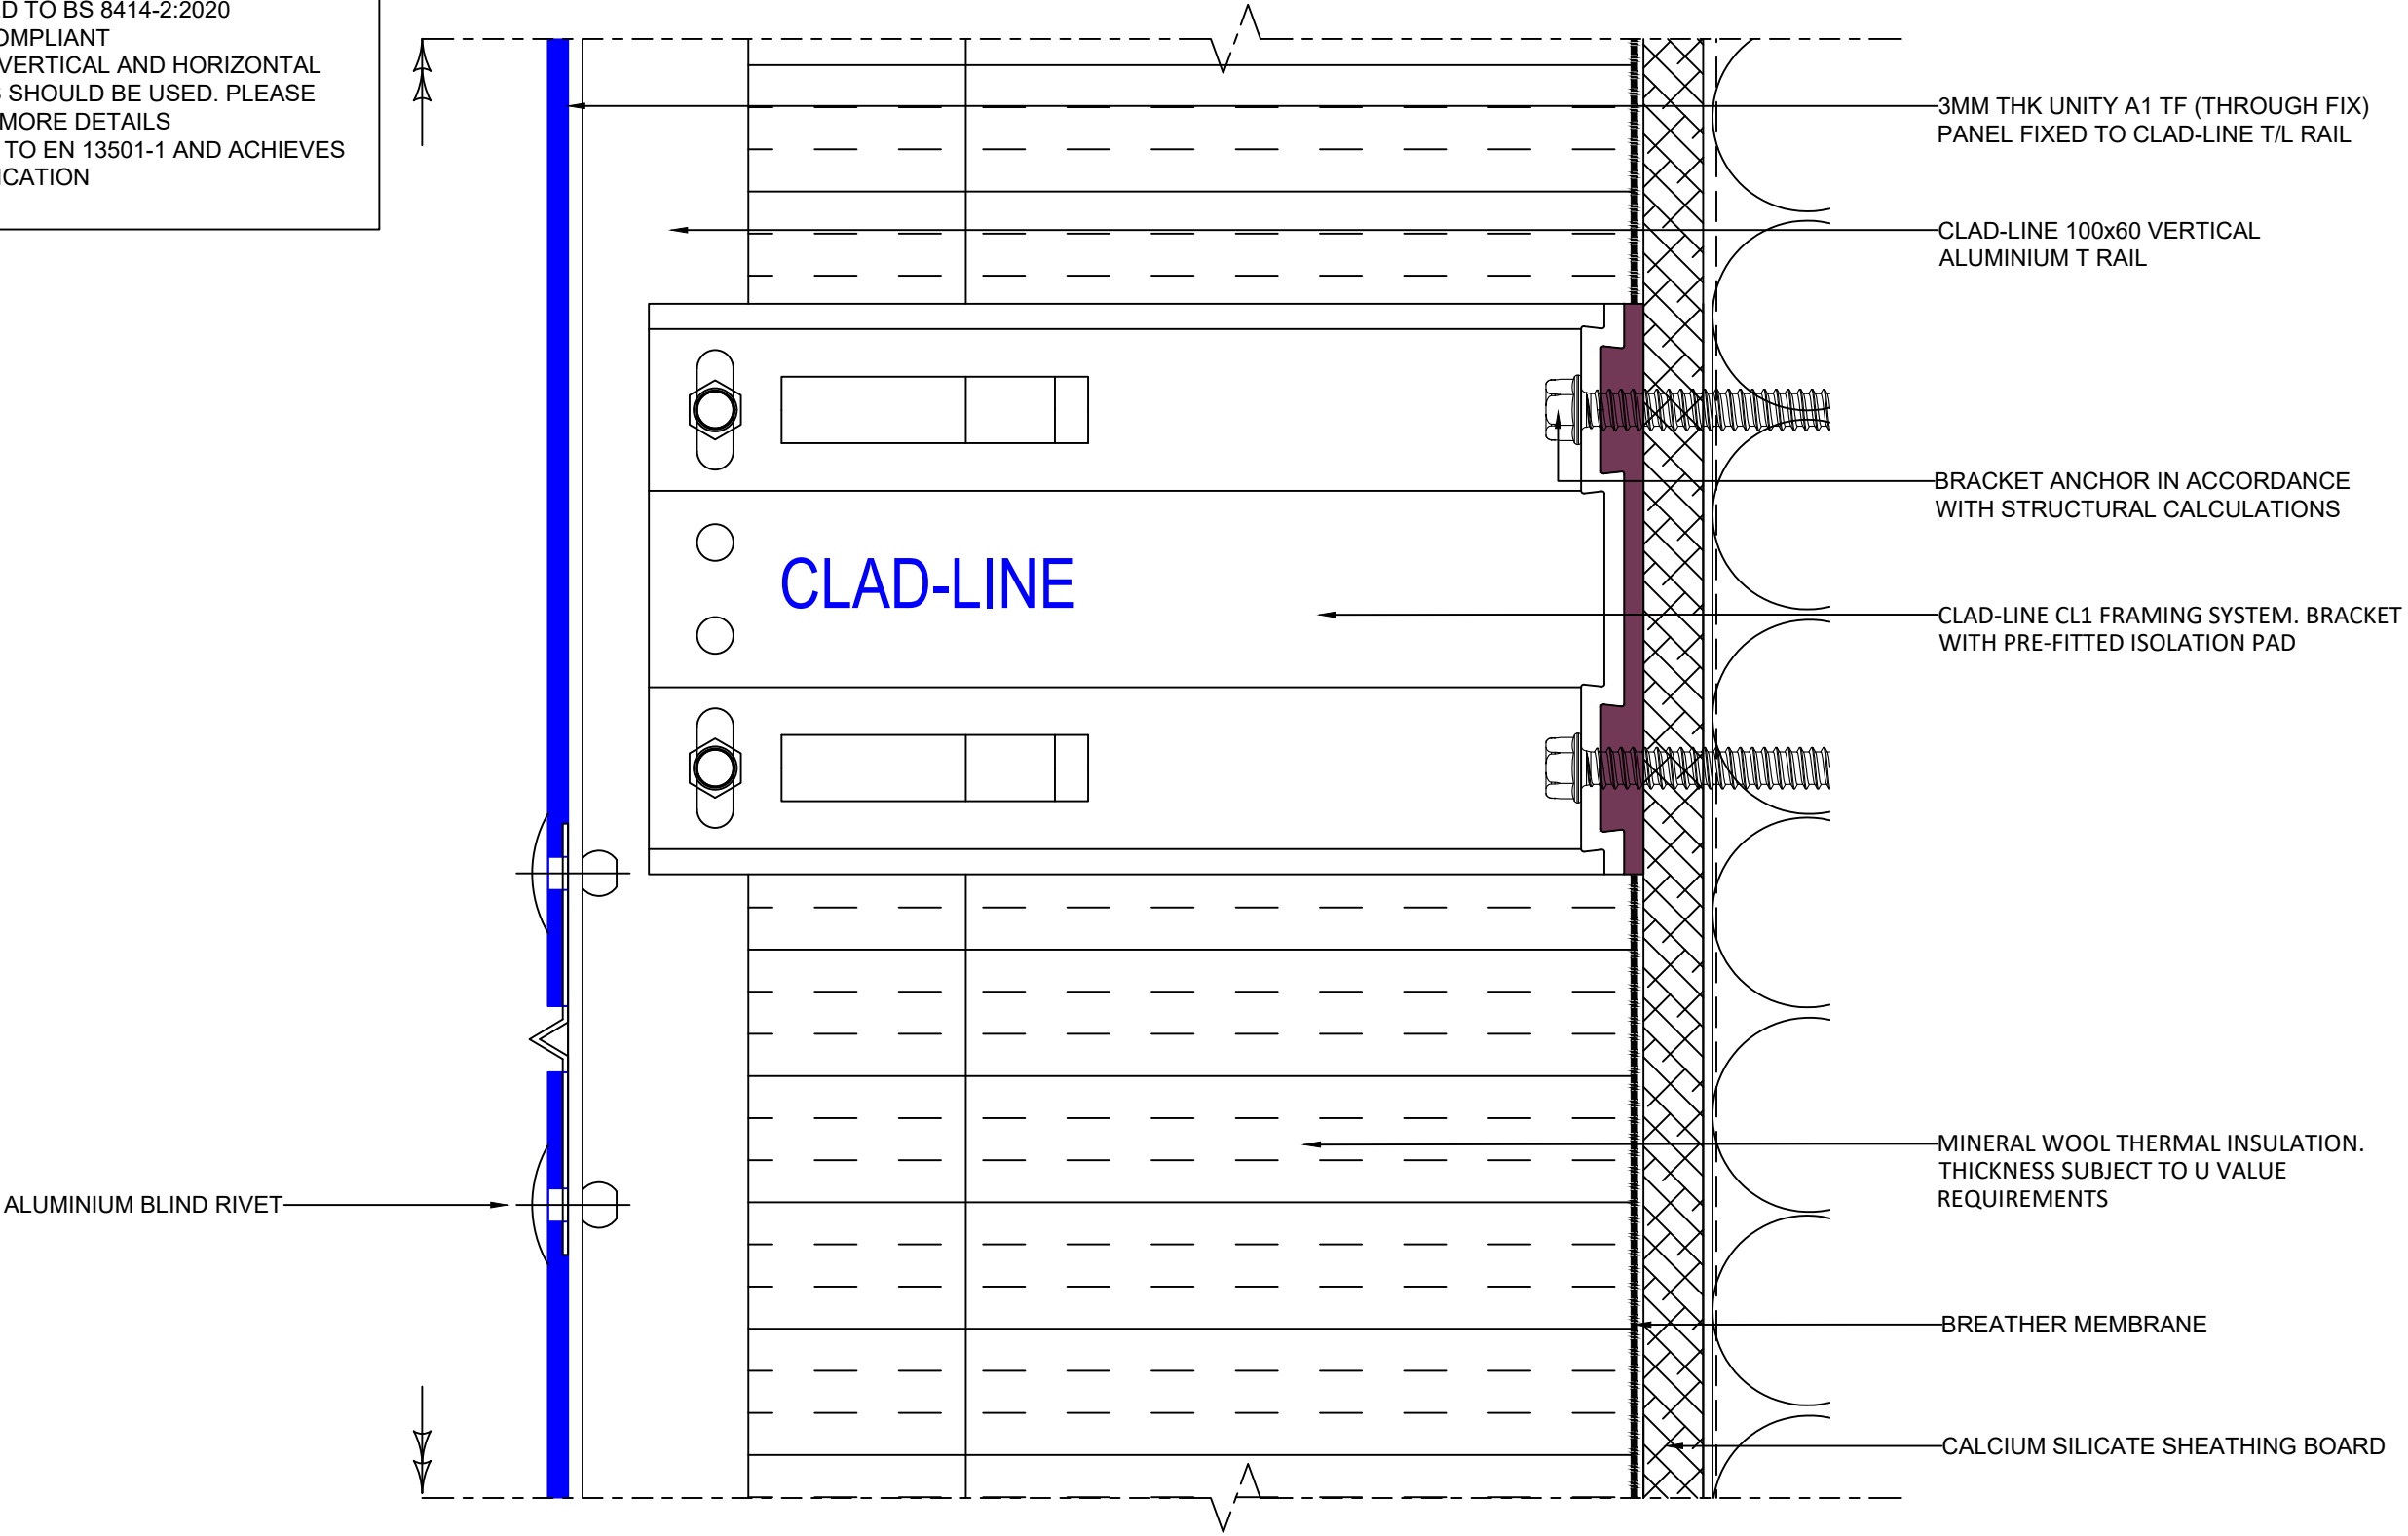 TO BS 8414-2:2020
VERTICAL AND HORIZONTAL
SHOULD BE USED. PLEASE
MORE DETAILS
TO EN 13501-1 AND ACHIEVES
3MM THK UNITY A1 TF (THROUGH FIX)
PANEL FIXED TO CLAD-LINE T/L RAIL
CLAD-LINE 100x60 VERTICAL
ALUMINIUM T RAIL
BRACKET ANCHOR IN ACCORDANCE
WITH STRUCTURAL CALCULATIONS
CLAD-LINE
CLAD-LINE CL1 FRAMING SYSTEM. BRACKET
WITH PRE-FITTED ISOLATION PAD
MINERAL WOOL THERMAL INSULATION.
THICKNESS SUBJECT TO U VALUE
REQUIREMENTS
ALUMINIUM BLIND RIVET
BREATHER MEMBRANE
CALCIUM SILICATE SHEATHING BOARD